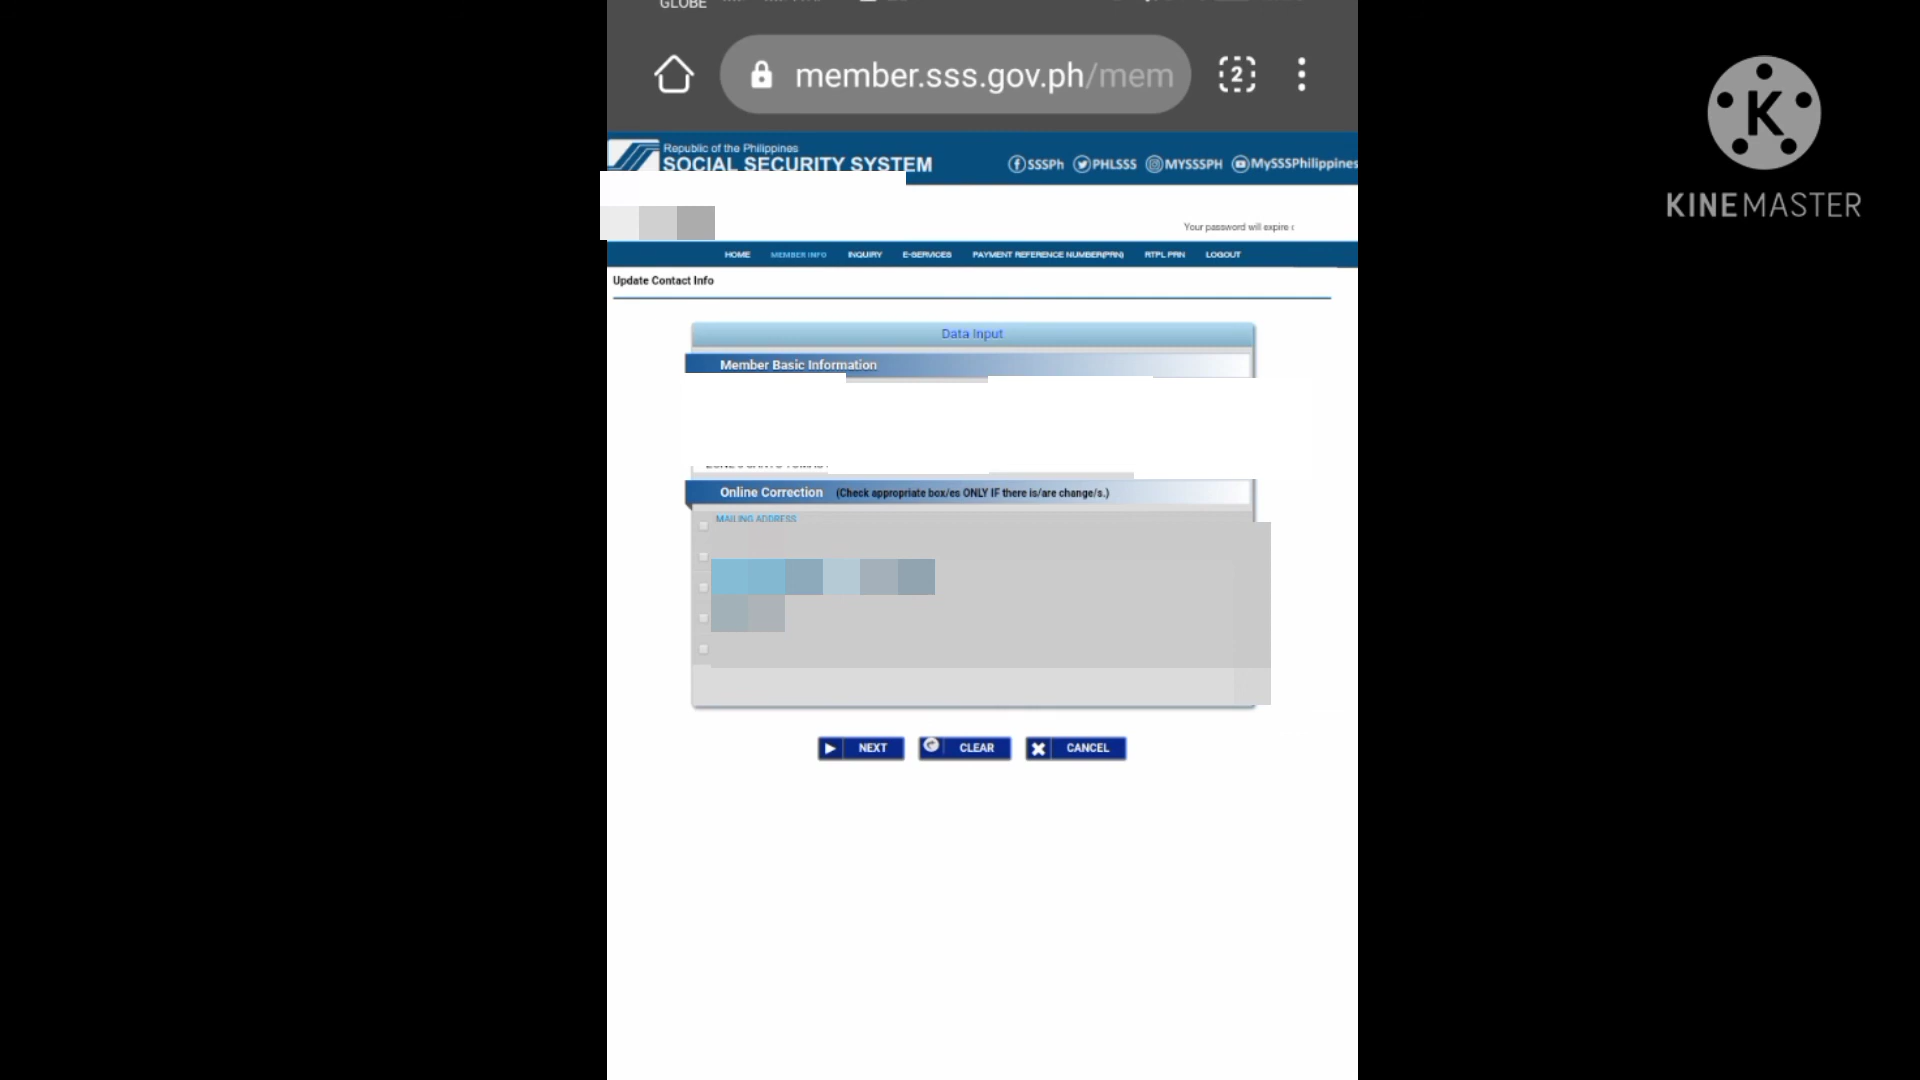 GLOBE
member.sss.gov.ph/mem
2
Republic of the Philippines
SOCIAL SECURITY SYSTEM
SSSPh PHLSSS MYSSSPH MySSSPhilippines
Your password will expire
HOME MEMBER INFO INQUIRY E-SERVICES PAYMENT REFERENCE NUMBER(PRN) RTPL PRN LOGOUT
Update Contact Info
Data Input
Member Basic Information
Online Correction (Check appropriate box/es ONLY IF there is/are change/s.)
MAILING ADDRESS
NEXT CLEAR CANCEL
K
KINEMASTER